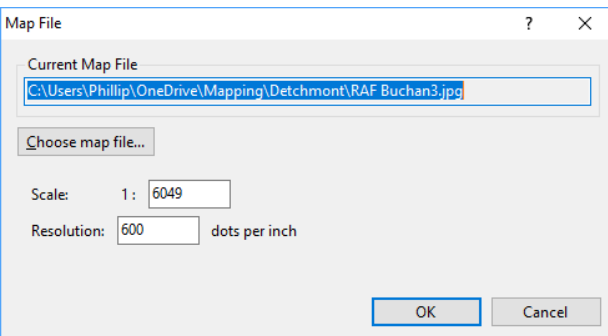 Map File ? ×
Current Map File
C:\Users\Phillip\OneDrive\Mapping\Detchmont\RAF Buchan3.jpg
Choose map file...
Scale: 1 : 6049
Resolution: 600 dots per inch
OK Cancel